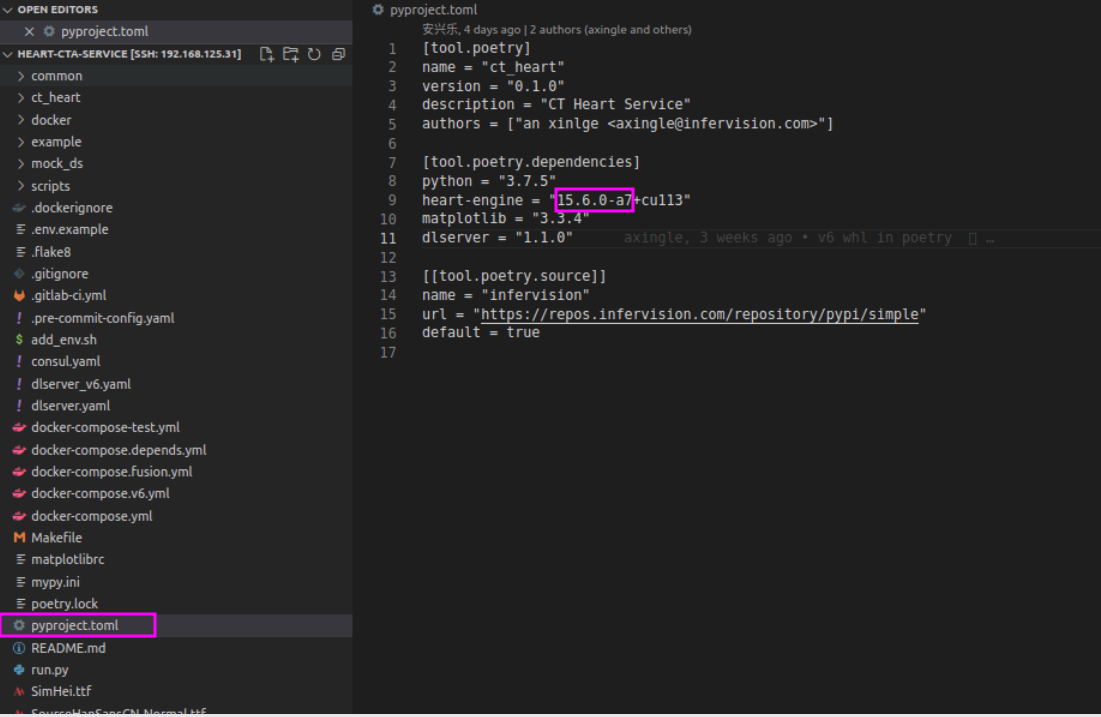 OPEN EDITORS
pyproject.toml
HEART-CTA-SERVICE [SSH: 192.168.125.31]
common
ct_heart
docker
example
mock_ds
scripts
.dockerignore
.env.example
.flake8
.gitignore
.gitlab-ci.yml
.pre-commit-config.yaml
add_env.sh
consul.yaml
dlserver_v6.yaml
dlserver.yaml
docker-compose-test.yml
docker-compose.depends.yml
docker-compose.fusion.yml
docker-compose.v6.yml
docker-compose.yml
Makefile
matplotlibrc
mypy.ini
poetry.lock
pyproject.toml
README.md
run.py
SimHei.ttf
SourceHanSansCN-Normal.ttf
pyproject.toml
安兴乐, 4 days ago | 2 authors (axingle and others)
1 [tool.poetry]
2 name = "ct_heart"
3 version = "0.1.0"
4 description = "CT Heart Service"
5 authors = ["an xinlge <axingle@infervision.com>"]
6
7 [tool.poetry.dependencies]
8 python = "3.7.5"
9 heart-engine = "15.6.0-a7+cu113"
10 matplotlib = "3.3.4"
11 dlserver = "1.1.0" axingle, 3 weeks ago • v6 whl in poetry …
12
13 [[tool.poetry.source]]
14 name = "infervision"
15 url = "https://repos.infervision.com/repository/pypi/simple"
16 default = true
17